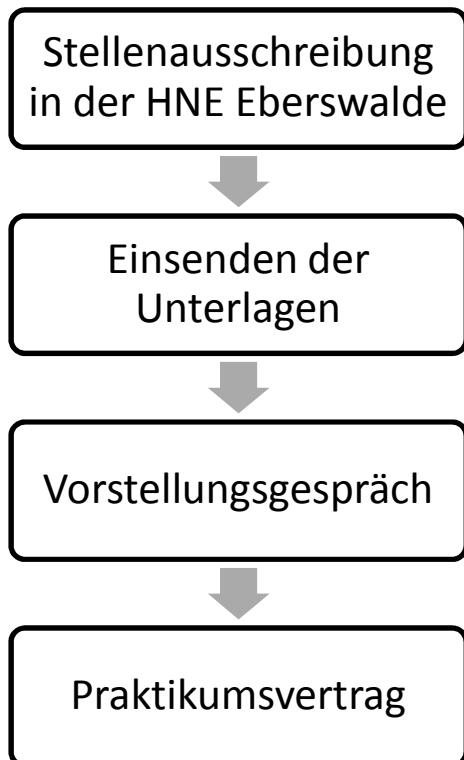 Stellenausschreibung
in der HNE Eberswalde
Einsenden der
Unterlagen
Vorstellungsgespräch
Praktikumsvertrag